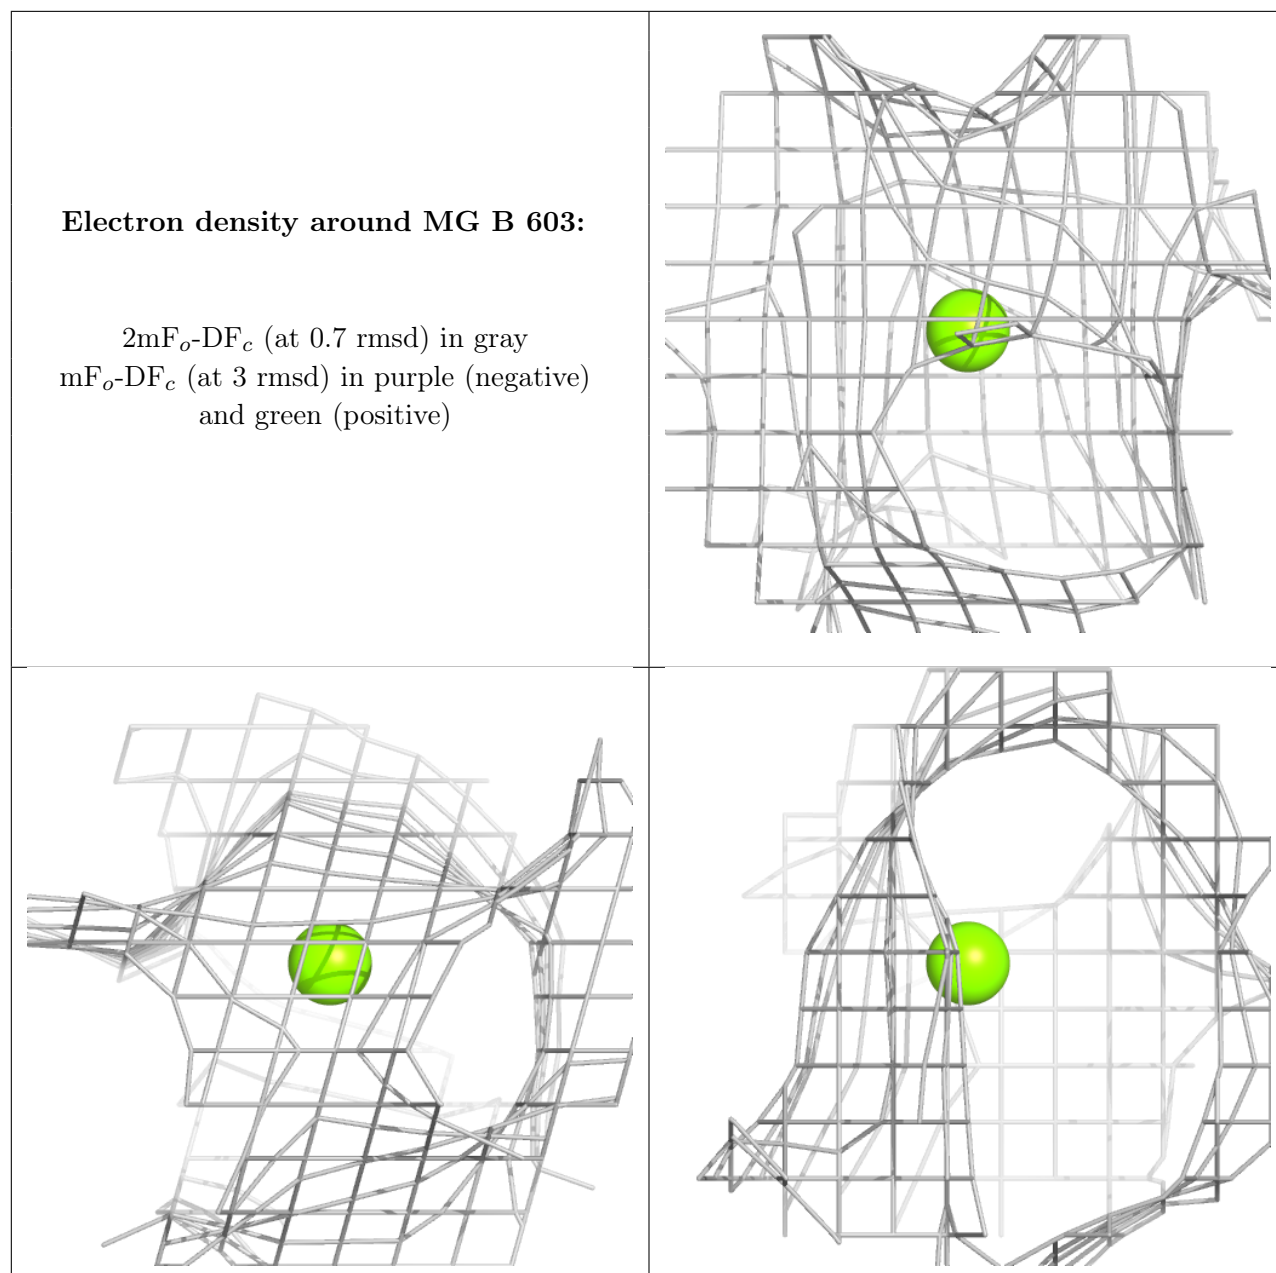 Electron density around MG B 603:
2mFo-DFc (at 0.7 rmsd) in gray
mFo-DFc (at 3 rmsd) in purple (negative)
and green (positive)